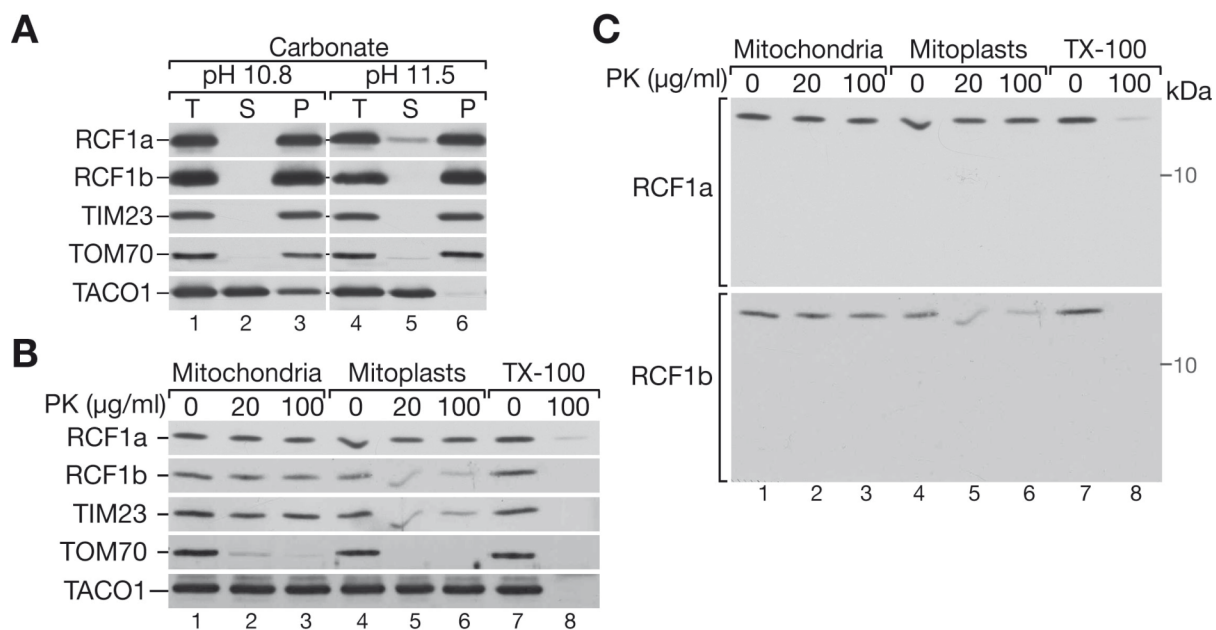 A
Carbonate
pH 10.8 pH 11.5
T S P T S P
RCF1a
RCF1b
TIM23
TOM70
TACO1
1 2 3 4 5 6
B
Mitochondria Mitoplasts TX-100
PK (µg/ml) 0 20 100 0 20 100 0 100
RCF1a
RCF1b
TIM23
TOM70
TACO1
1 2 3 4 5 6 7 8
C
Mitochondria Mitoplasts TX-100
PK (µg/ml) 0 20 100 0 20 100 0 100 kDa
10
RCF1a
10
RCF1b
1 2 3 4 5 6 7 8